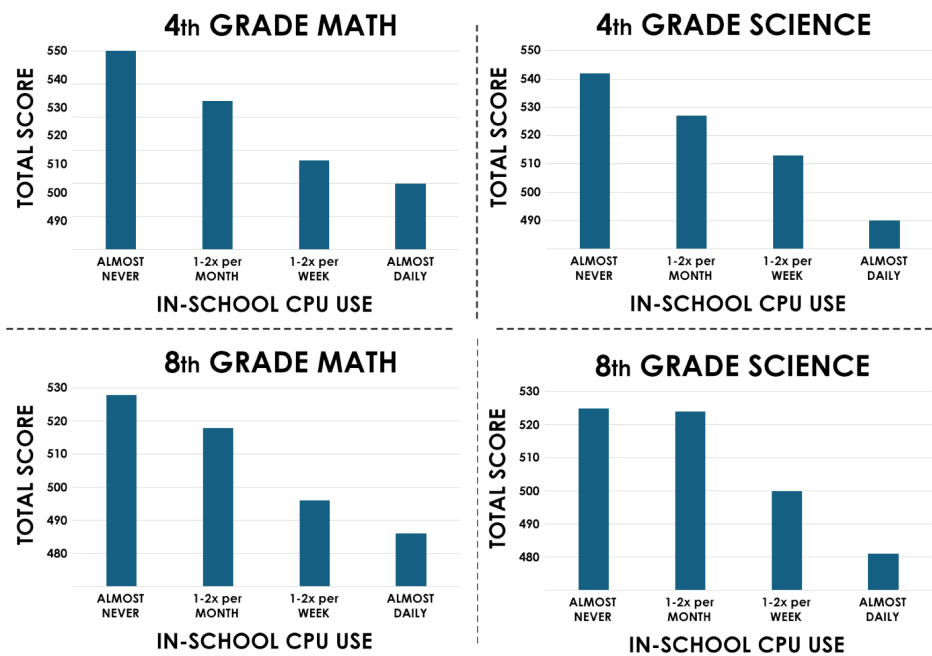 4th GRADE MATH
TOTAL SCORE
550
540
530
520
510
500
490
ALMOST NEVER
1-2x per MONTH
1-2x per WEEK
ALMOST DAILY
IN-SCHOOL CPU USE
4th GRADE SCIENCE
TOTAL SCORE
550
540
530
520
510
500
490
ALMOST NEVER
1-2x per MONTH
1-2x per WEEK
ALMOST DAILY
IN-SCHOOL CPU USE
8th GRADE MATH
TOTAL SCORE
530
520
510
500
490
480
ALMOST NEVER
1-2x per MONTH
1-2x per WEEK
ALMOST DAILY
IN-SCHOOL CPU USE
8th GRADE SCIENCE
TOTAL SCORE
530
520
510
500
490
480
ALMOST NEVER
1-2x per MONTH
1-2x per WEEK
ALMOST DAILY
IN-SCHOOL CPU USE